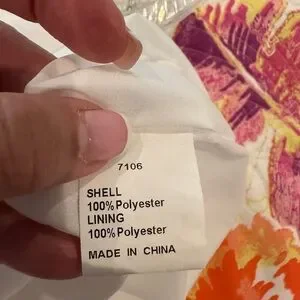 7106
SHELL
100% Polyester
LINING
100% Polyester
MADE IN CHINA